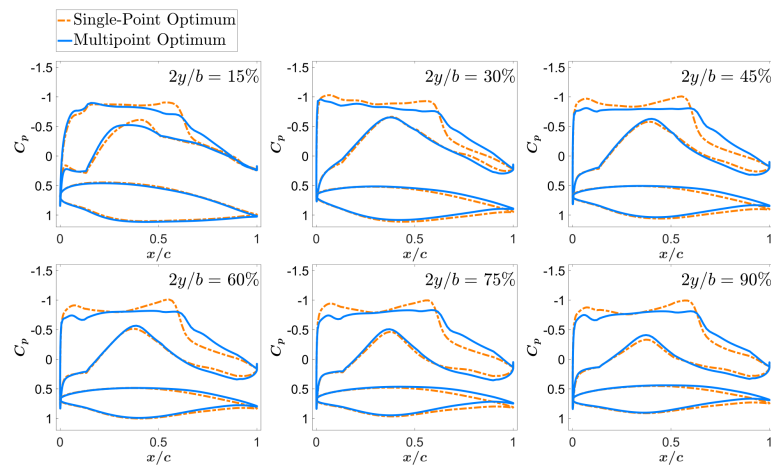 Single-Point Optimum
Multipoint Optimum
2y/b = 15%
-1.5
-1
-0.5
0
0.5
1
C_p
0 0.5 1
x/c
2y/b = 30%
-1.5
-1
-0.5
0
0.5
1
C_p
0 0.5 1
x/c
2y/b = 45%
-1.5
-1
-0.5
0
0.5
1
C_p
0 0.5 1
x/c
2y/b = 60%
-1.5
-1
-0.5
0
0.5
1
C_p
0 0.5 1
x/c
2y/b = 75%
-1.5
-1
-0.5
0
0.5
1
C_p
0 0.5 1
x/c
2y/b = 90%
-1.5
-1
-0.5
0
0.5
1
C_p
0 0.5 1
x/c